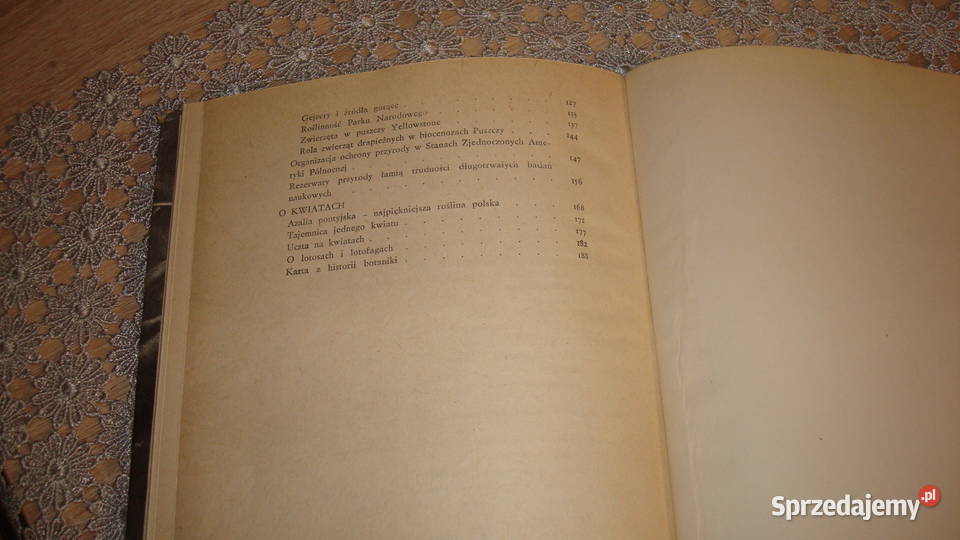 Gejzery i źródła gorące 127
Roślinność Parku Narodowego 133
Zwierzęta w puszczy Yellowstone 137
Rola zwierząt drapieżnych w biocenozach Puszczy 144
Organizacja ochrony przyrody w Stanach Zjednoczonych Ame-
ryki Północnej 147
Rezerwaty przyrody łamią trudności długotrwałych badań
naukowych 156
O KWIATACH
Azalia pontyjska – najpiękniejsza roślina polska 168
Tajemnica jednego kwiatu 172
Uczta na kwiatach 177
O lotosach i lotofagach 182
Karta z historii botaniki 188
Sprzedajemy.pl